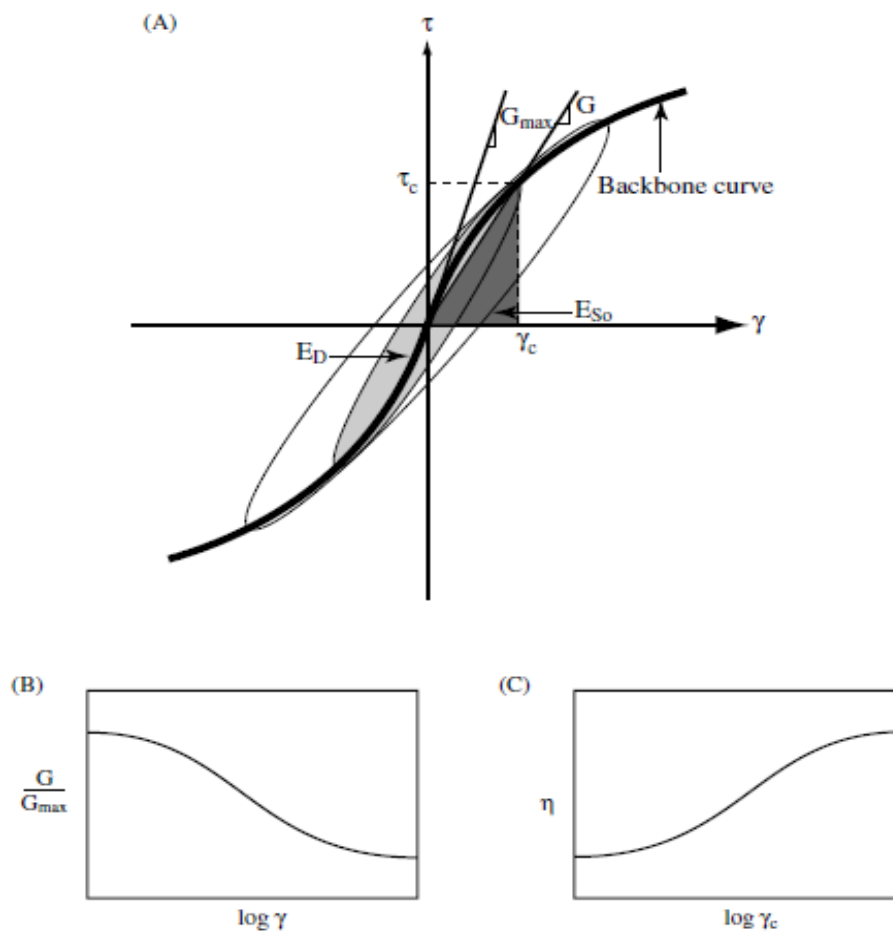 (A)
τ
G_max
G
τ_c
Backbone curve
E_So
γ
E_D
γ_c
(B)
G
G_max
log γ
(C)
η
log γ_c